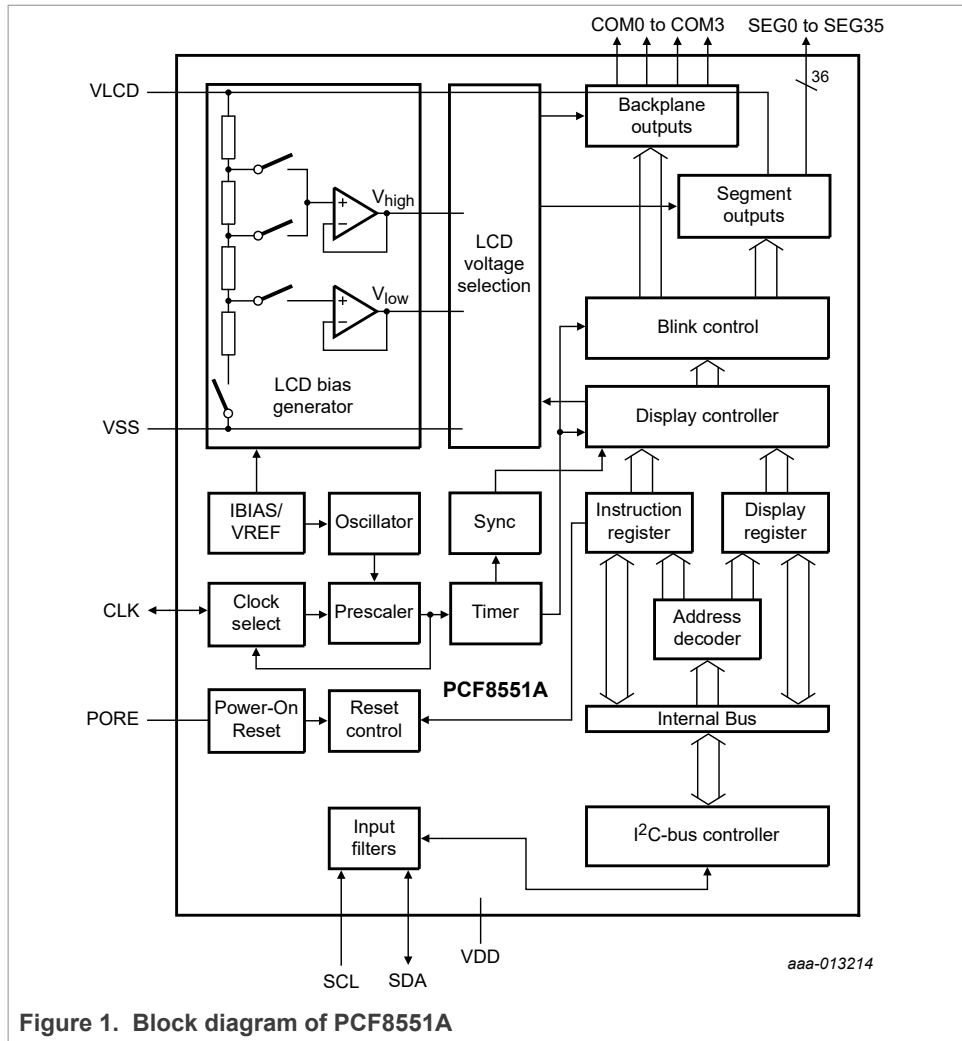 COM0 to COM3
SEG0 to SEG35
36
VLCD
Backplane
outputs
Vhigh
Segment
outputs
LCD
voltage
selection
Vlow
Blink control
LCD bias
generator
Display controller
VSS
IBIAS/
VREF
Oscillator
Sync
Instruction
register
Display
register
CLK
Clock
select
Prescaler
Timer
Address
decoder
PCF8551A
PORE
Power-On
Reset
Reset
control
Internal Bus
Input
filters
I2C-bus controller
VDD
SCL
SDA
aaa-013214
Figure 1. Block diagram of PCF8551A